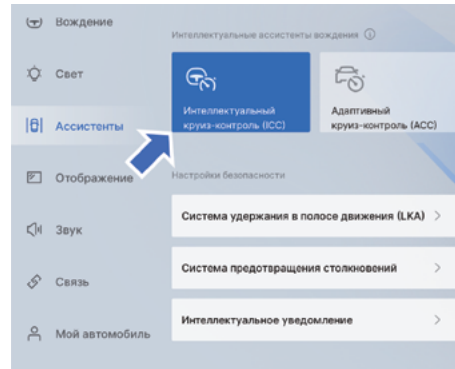 Вождение
Свет
Ассистенты
Отображение
Звук
Связь
Мой автомобиль
Интеллектуальные ассистенты вождения
Интеллектуальный
круиз-контроль (ICC)
Адаптивный
круиз-контроль (ACC)
Настройки безопасности
Система удержания в полосе движения (LKA)
Система предотвращения столкновений
Интеллектуальное уведомление